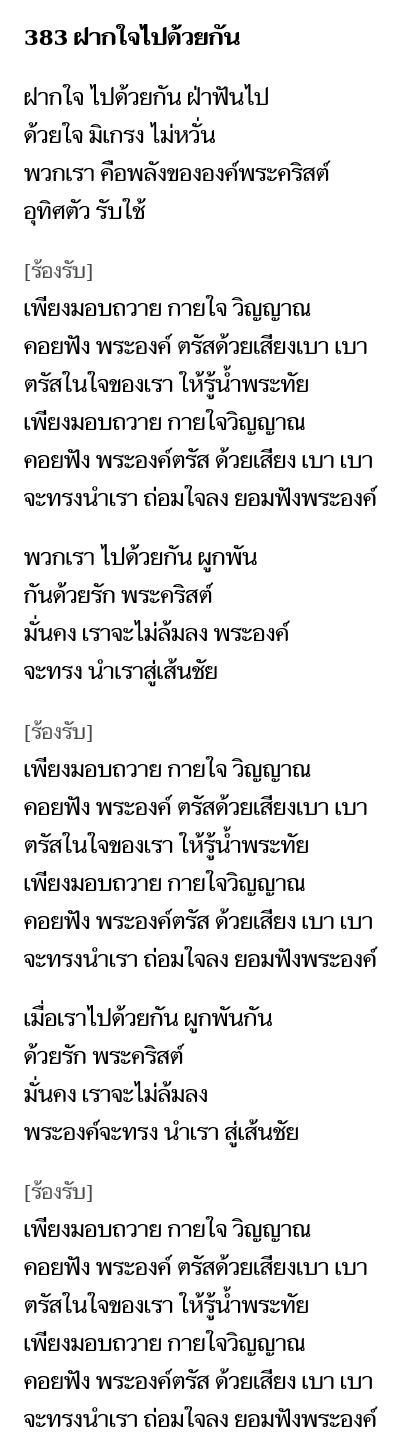 383 ฝากใจไปด้วยกัน
ฝากใจ ไปด้วยกัน ฝ่าฟันไป
ด้วยใจ มิเกรง ไม่หวั่น
พวกเรา คือพลังขององค์พระคริสต์
อุทิศตัว รับใช้
[ร้องรับ]
เพียงมอบถวาย กายใจ วิญญาณ
คอยฟัง พระองค์ ตรัสด้วยเสียงเบา เบา
ตรัสในใจของเรา ให้รู้น้ำพระทัย
เพียงมอบถวาย กายใจวิญญาณ
คอยฟัง พระองค์ตรัส ด้วยเสียง เบา เบา
จะทรงนำเรา ถ่อมใจลง ยอมฟังพระองค์
พวกเรา ไปด้วยกัน ผูกพัน
กันด้วยรัก พระคริสต์
มั่นคง เราจะไม่ล้มลง พระองค์
จะทรง นำเราสู่เส้นชัย
[ร้องรับ]
เพียงมอบถวาย กายใจ วิญญาณ
คอยฟัง พระองค์ ตรัสด้วยเสียงเบา เบา
ตรัสในใจของเรา ให้รู้น้ำพระทัย
เพียงมอบถวาย กายใจวิญญาณ
คอยฟัง พระองค์ตรัส ด้วยเสียง เบา เบา
จะทรงนำเรา ถ่อมใจลง ยอมฟังพระองค์
เมื่อเราไปด้วยกัน ผูกพันกัน
ด้วยรัก พระคริสต์
มั่นคง เราจะไม่ล้มลง
พระองค์จะทรง นำเรา สู่เส้นชัย
[ร้องรับ]
เพียงมอบถวาย กายใจ วิญญาณ
คอยฟัง พระองค์ ตรัสด้วยเสียงเบา เบา
ตรัสในใจของเรา ให้รู้น้ำพระทัย
เพียงมอบถวาย กายใจวิญญาณ
คอยฟัง พระองค์ตรัส ด้วยเสียง เบา เบา
จะทรงนำเรา ถ่อมใจลง ยอมฟังพระองค์